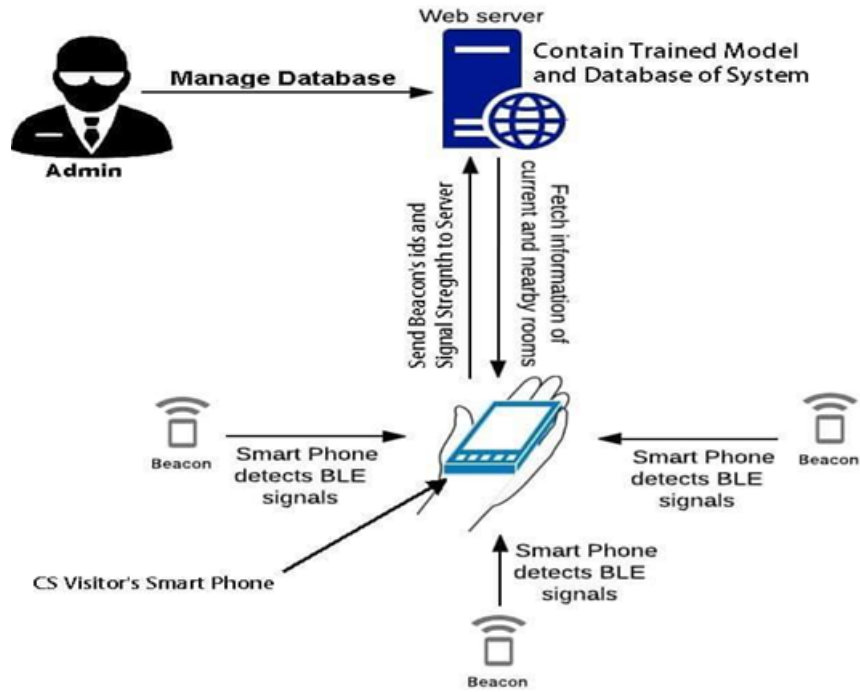 Web server
Contain Trained Model
and Database of System
Manage Database
Admin
Send Beacon's ids and
Signal Stregnth to Server
Fetch information of
current and nearby rooms
Beacon
Smart Phone
detects BLE
signals
Beacon
Smart Phone
detects BLE
signals
CS Visitor's Smart Phone
Smart Phone
detects BLE
signals
Beacon